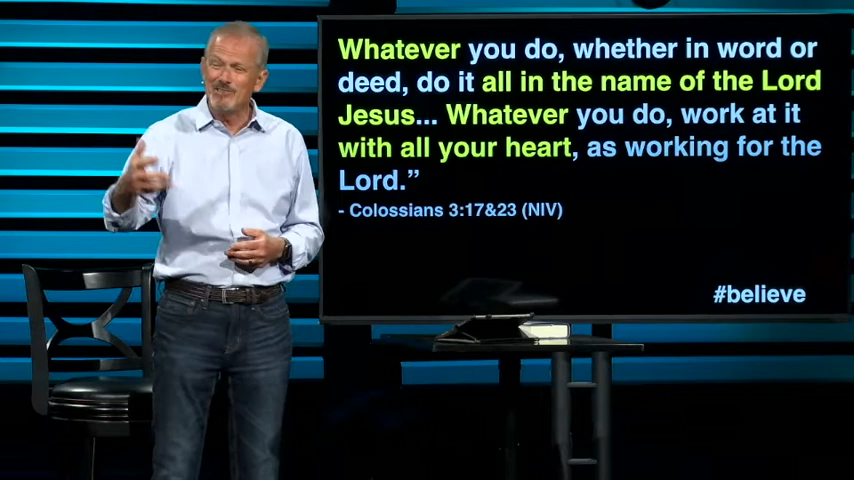 Whatever you do, whether in word or
deed, do it all in the name of the Lord
Jesus... Whatever you do, work at it
with all your heart, as working for the
Lord.”
- Colossians 3:17&23 (NIV)
#believe